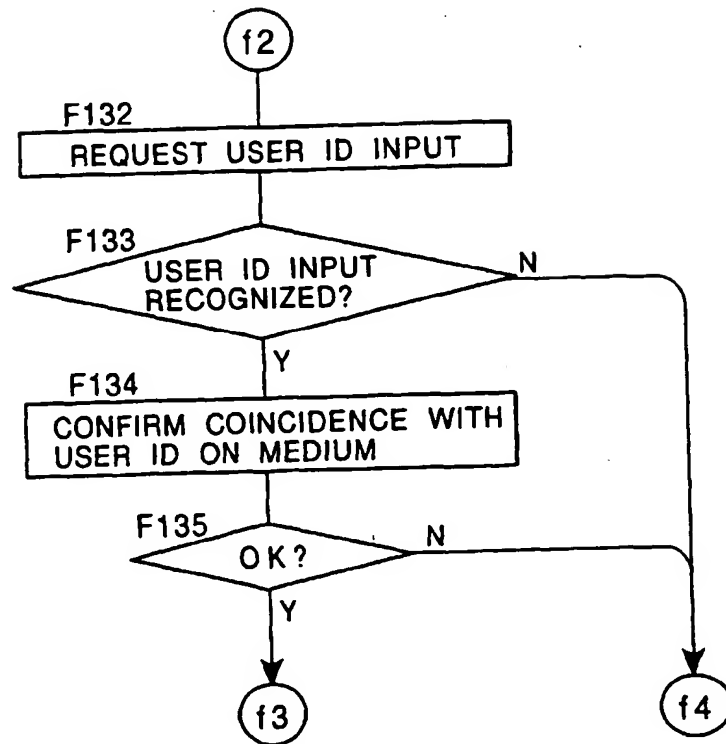 f2
F132
REQUEST USER ID INPUT
F133
USER ID INPUT
RECOGNIZED?
N
Y
F134
CONFIRM COINCIDENCE WITH
USER ID ON MEDIUM
F135
OK?
N
Y
f3
f4